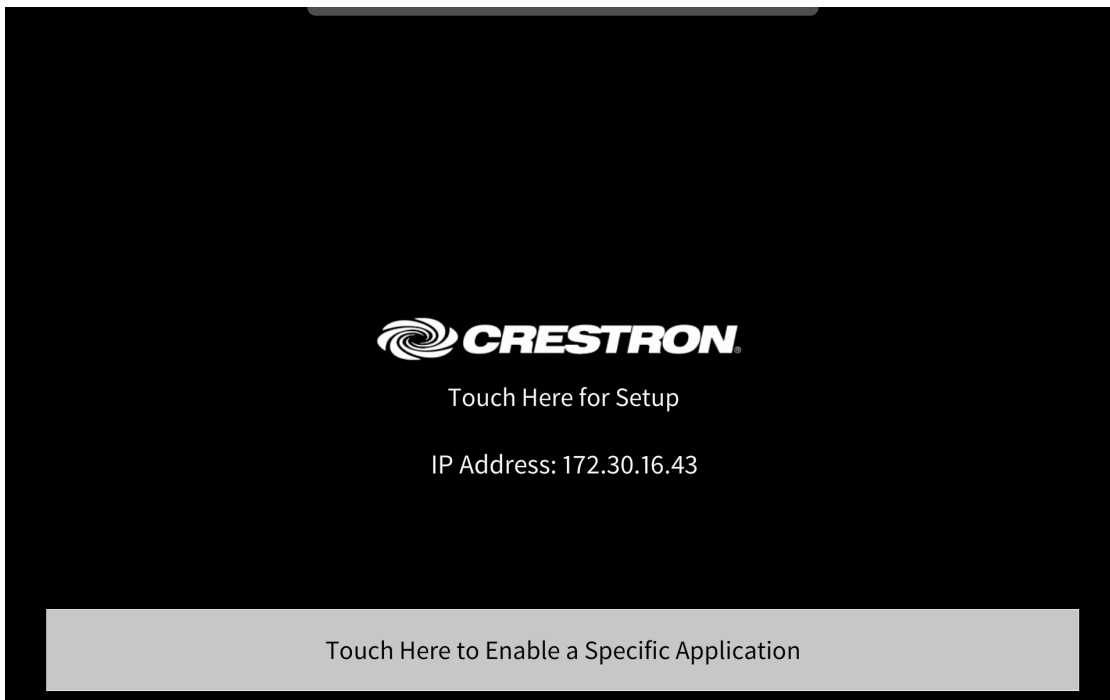 CRESTRON®
Touch Here for Setup
IP Address: 172.30.16.43
Touch Here to Enable a Specific Application